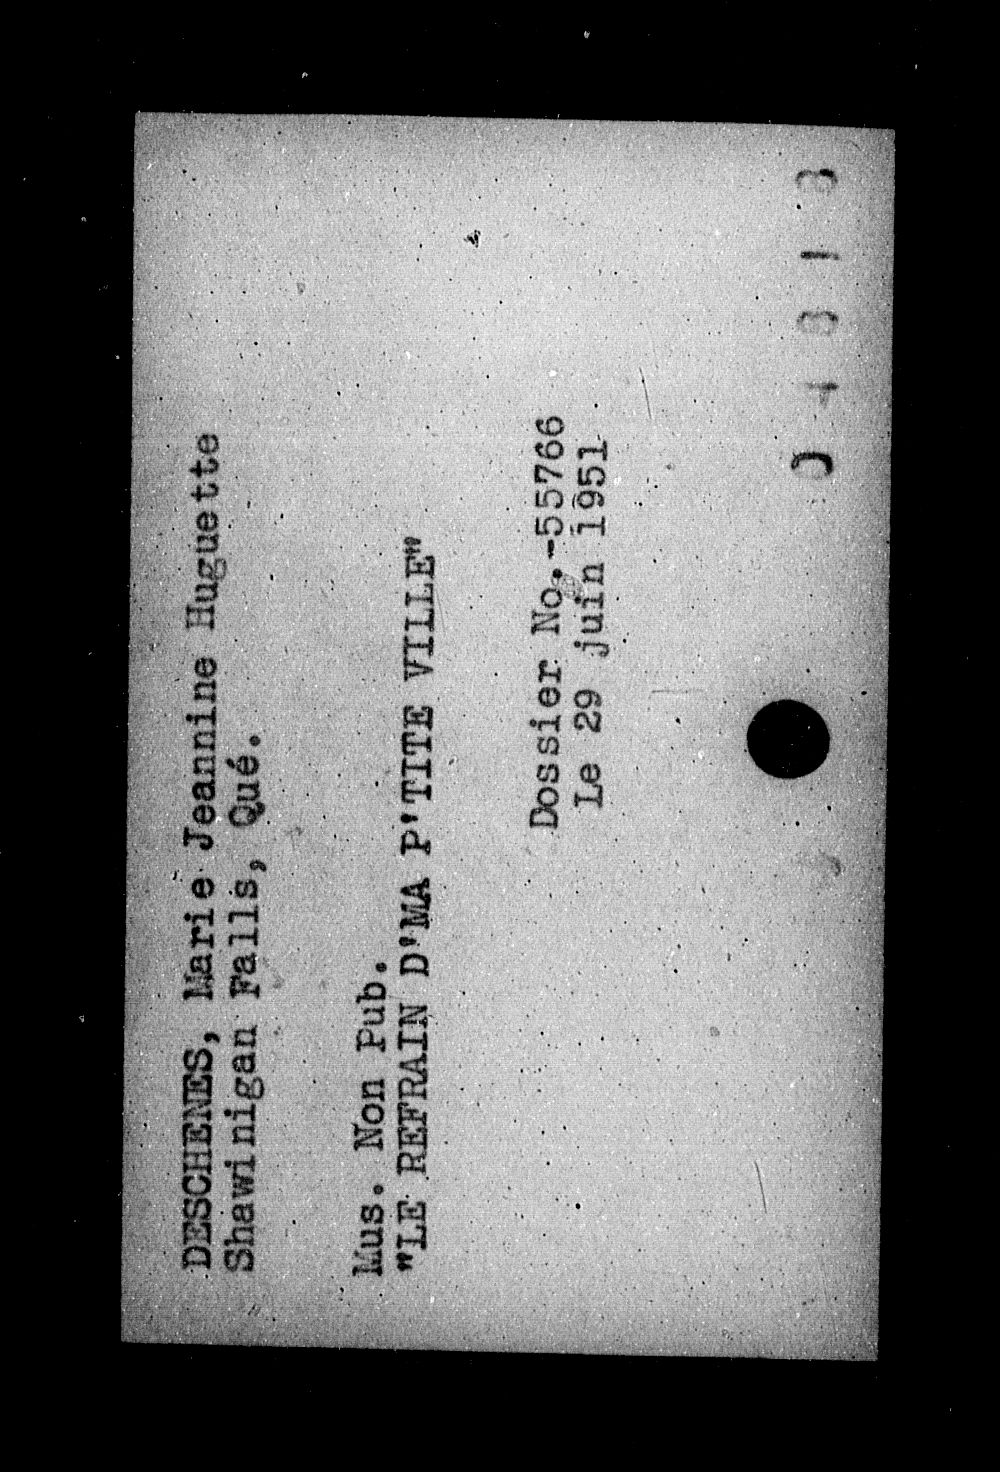 DESCHENES, Marie Jeannine Huguette
Shawinigan Falls, Qué.
Mus. Non Pub.
"LE REFRAIN D'MA P'TITE VILLE"
Dossier No.-55766
Le 29 juin 1951